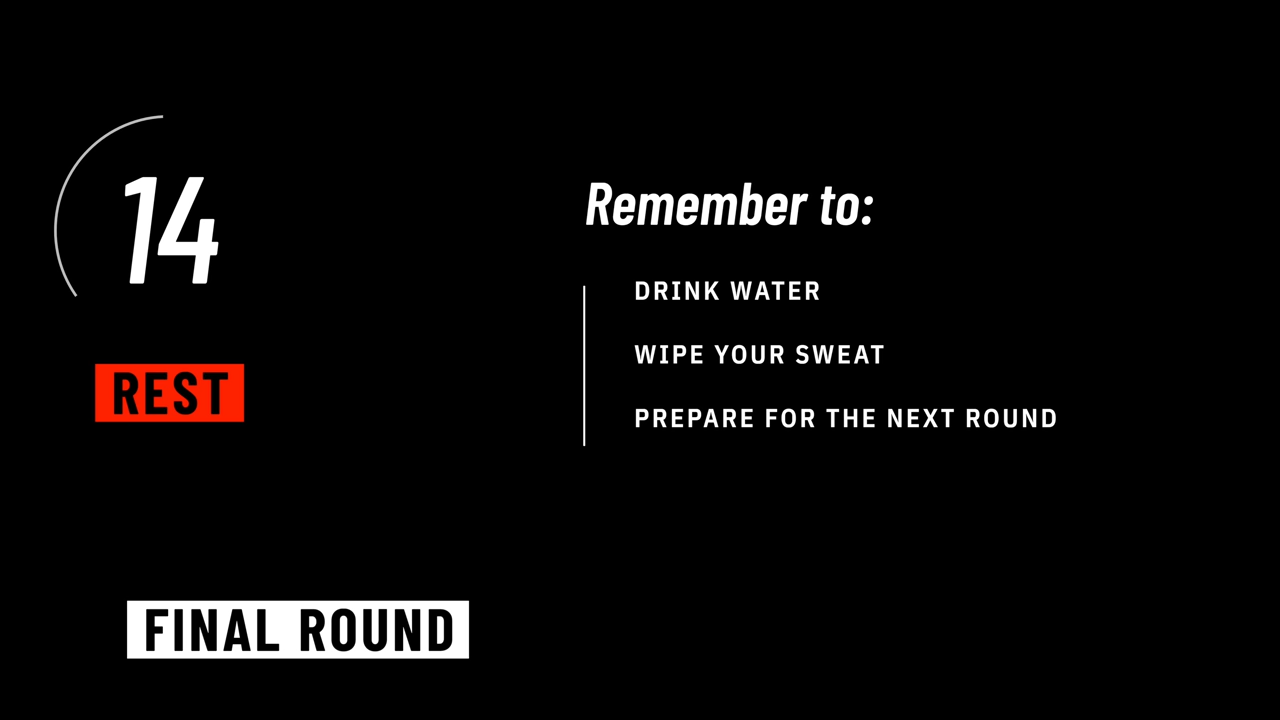 14
REST
Remember to:
DRINK WATER
WIPE YOUR SWEAT
PREPARE FOR THE NEXT ROUND
FINAL ROUND